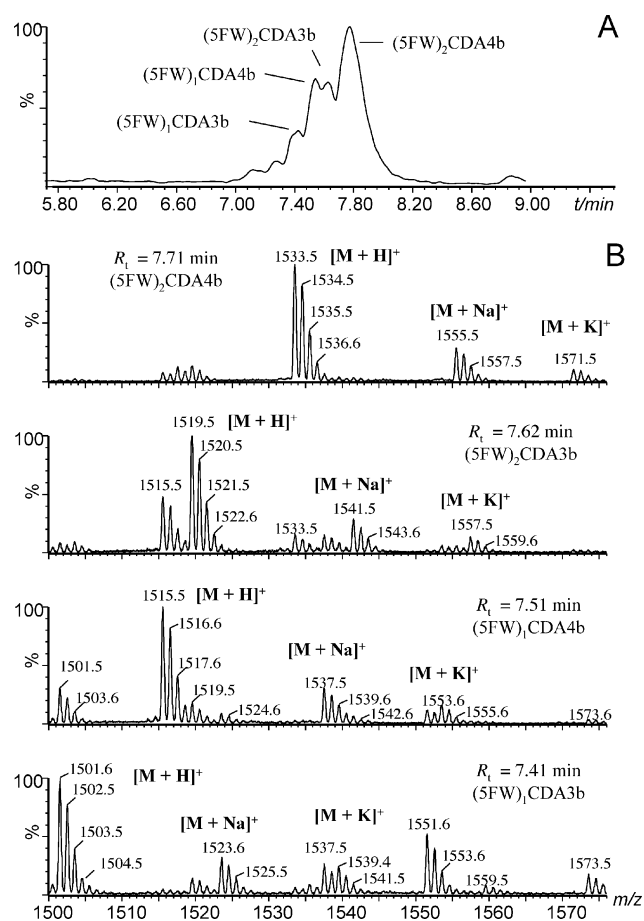 A
100
%
(5FW)₂CDA3b
(5FW)₂CDA4b
(5FW)₁CDA4b
(5FW)₁CDA3b
5.80 6.20 6.60 7.00 7.40 7.80 8.20 8.60 9.00 t/min
B
100
%
Rt = 7.71 min
(5FW)₂CDA4b
1533.5 [M + H]⁺
1534.5
1535.5
1536.6
[M + Na]⁺
1555.5
1557.5
[M + K]⁺
1571.5
100
%
1519.5 [M + H]⁺
1520.5
1515.5
1521.5
1522.6
1533.5
[M + Na]⁺
1541.5
1543.6
[M + K]⁺
1557.5
1559.6
Rt = 7.62 min
(5FW)₂CDA3b
100
%
1515.5 [M + H]⁺
1516.6
1501.5
1503.6
1517.6
1519.5
1524.6
[M + Na]⁺
1537.5
1539.6
1542.6
[M + K]⁺
1553.6
1555.6
1573.6
Rt = 7.51 min
(5FW)₁CDA4b
100
%
1501.6 [M + H]⁺
1502.5
1503.5
1504.5
[M + Na]⁺
1523.6
1525.5
[M + K]⁺
1537.5
1539.4
1541.5
1551.6
1553.6
1559.5
1573.5
Rt = 7.41 min
(5FW)₁CDA3b
1500 1510 1520 1530 1540 1550 1560 1570 m/z